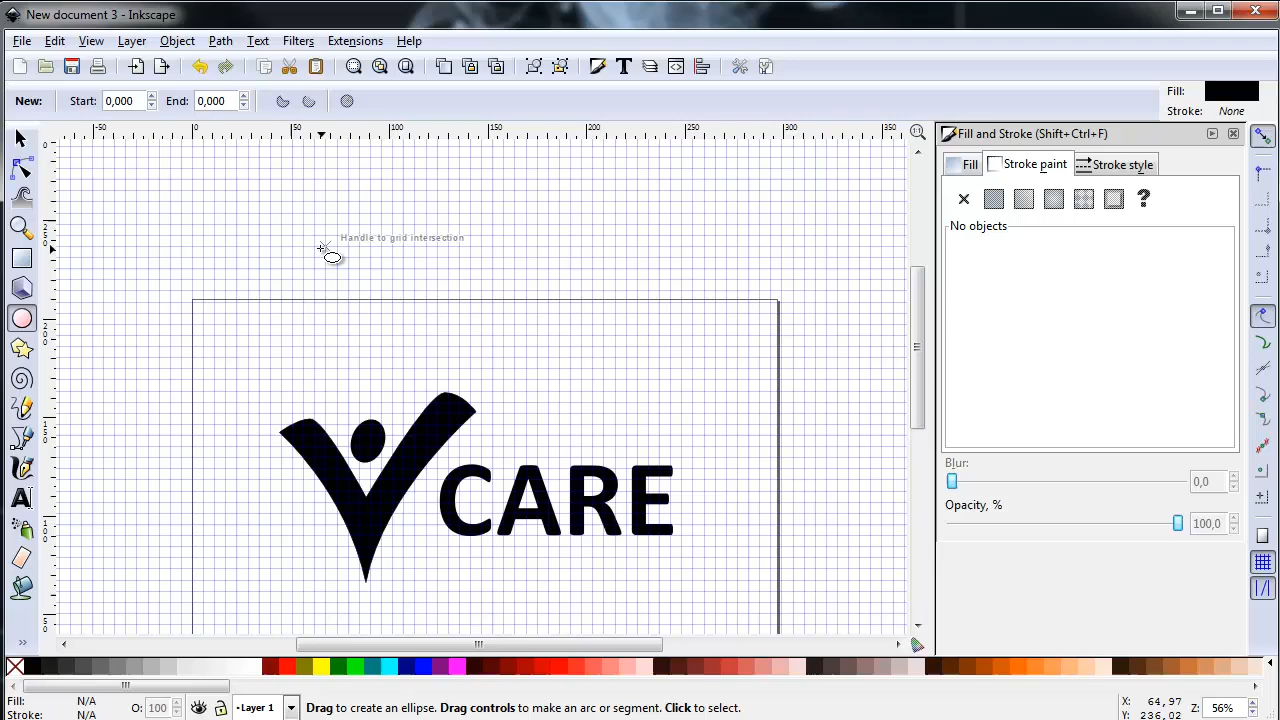 New document 3 - Inkscape
File Edit View Layer Object Path Text Filters Extensions Help
New: Start: 0,000 End: 0,000
Fill:
Stroke: None
-50 0 50 100 150 200 250 300 350
Fill and Stroke (Shift+Ctrl+F)
Fill Stroke paint Stroke style
No objects
Handle to grid intersection
CARE
Blur:
0,0
Opacity, %
100,0
Fill: N/A
Stroke: N/A
O: 100
Layer 1
Drag to create an ellipse. Drag controls to make an arc or segment. Click to select.
X: 64,97
Y: 236,02
Z: 56%